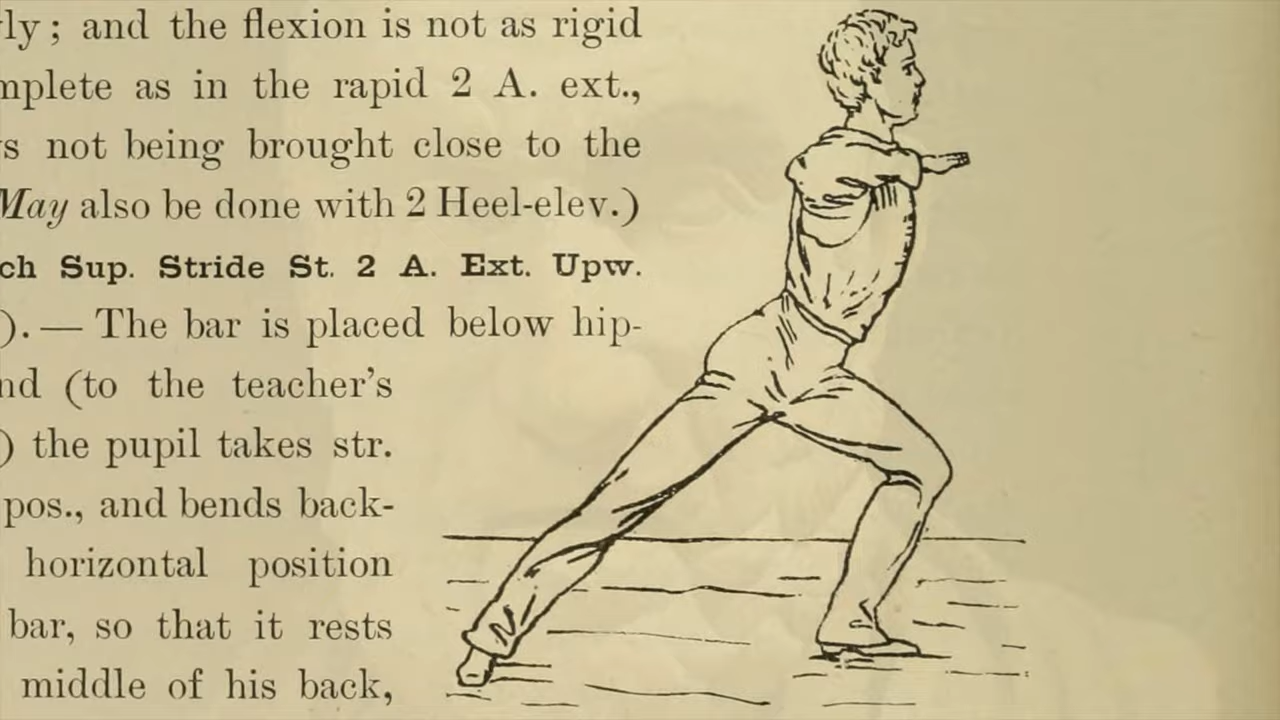 rly; and the flexion is not as rigid
mplete as in the rapid 2 A. ext.,
s not being brought close to the
May also be done with 2 Heel-elev.)
ch Sup. Stride St. 2 A. Ext. Upw.
). — The bar is placed below hip-
nd (to the teacher's
) the pupil takes str.
pos., and bends back-
horizontal position
bar, so that it rests
middle of his back,